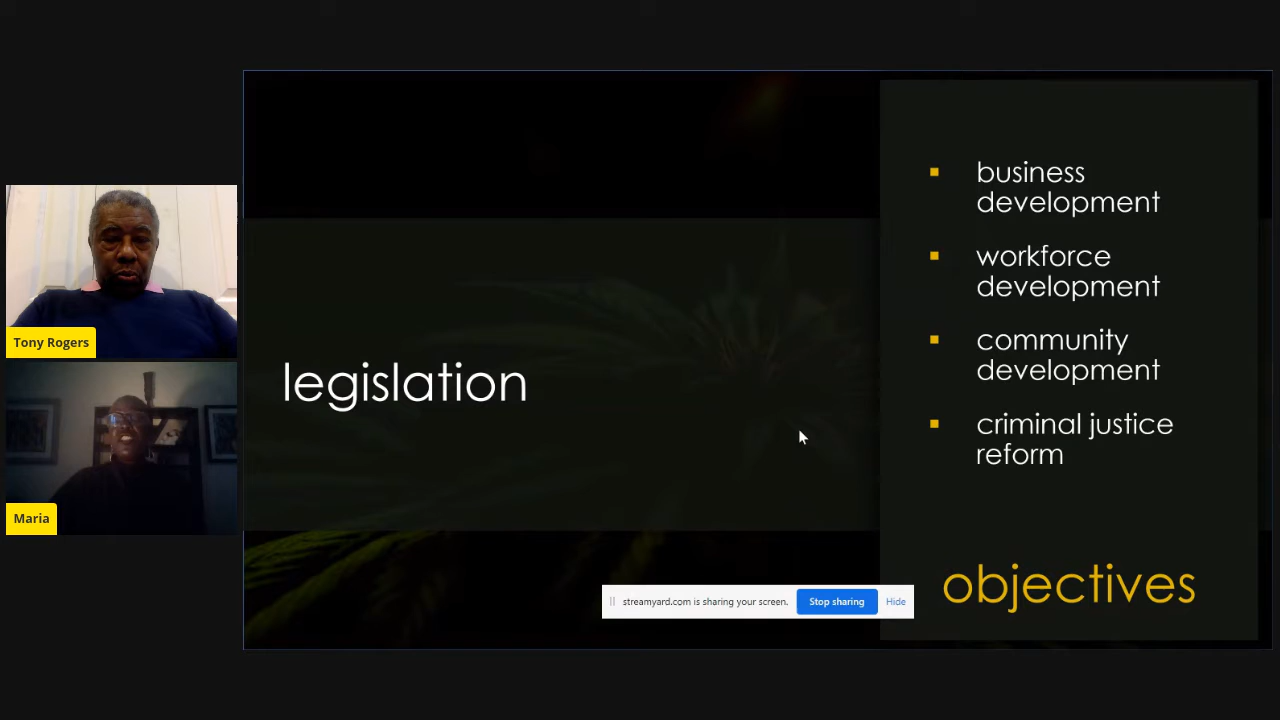 Tony Rogers
Maria
legislation
business
development
workforce
development
community
development
criminal justice
reform
objectives
streamyard.com is sharing your screen.
Stop sharing
Hide